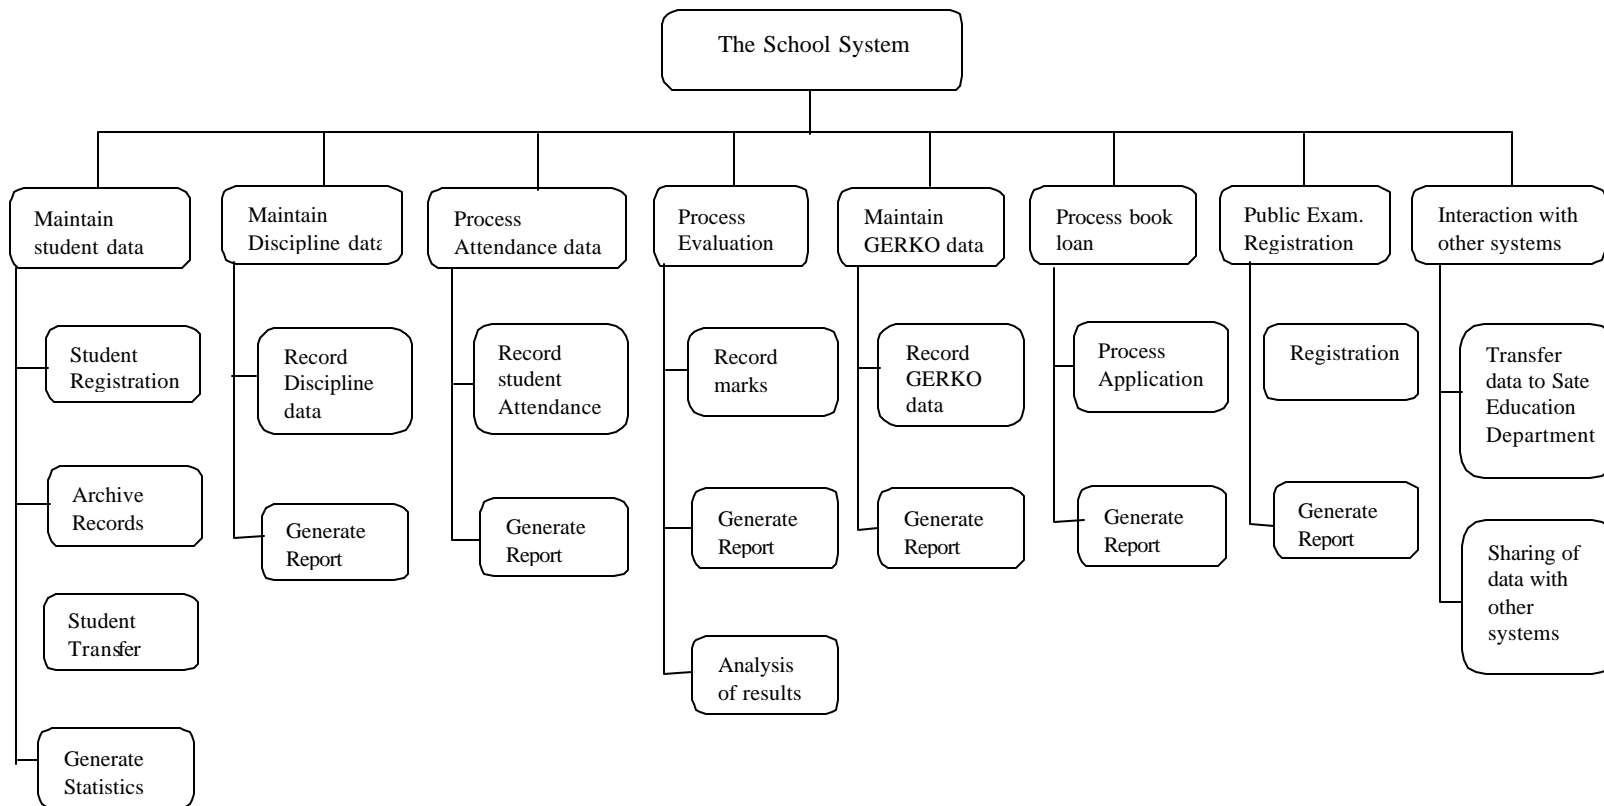 The School System
Maintain
student data
Maintain
Discipline data
Process
Attendance data
Process
Evaluation
Maintain
GERKO data
Process book
loan
Public Exam.
Registration
Interaction with
other systems
Student
Registration
Archive
Records
Student
Transfer
Generate
Statistics
Record
Discipline
data
Generate
Report
Record
student
Attendance
Generate
Report
Record
marks
Generate
Report
Analysis
of results
Record
GERKO
data
Generate
Report
Process
Application
Generate
Report
Registration
Generate
Report
Transfer
data to Sate
Education
Department
Sharing of
data with
other
systems